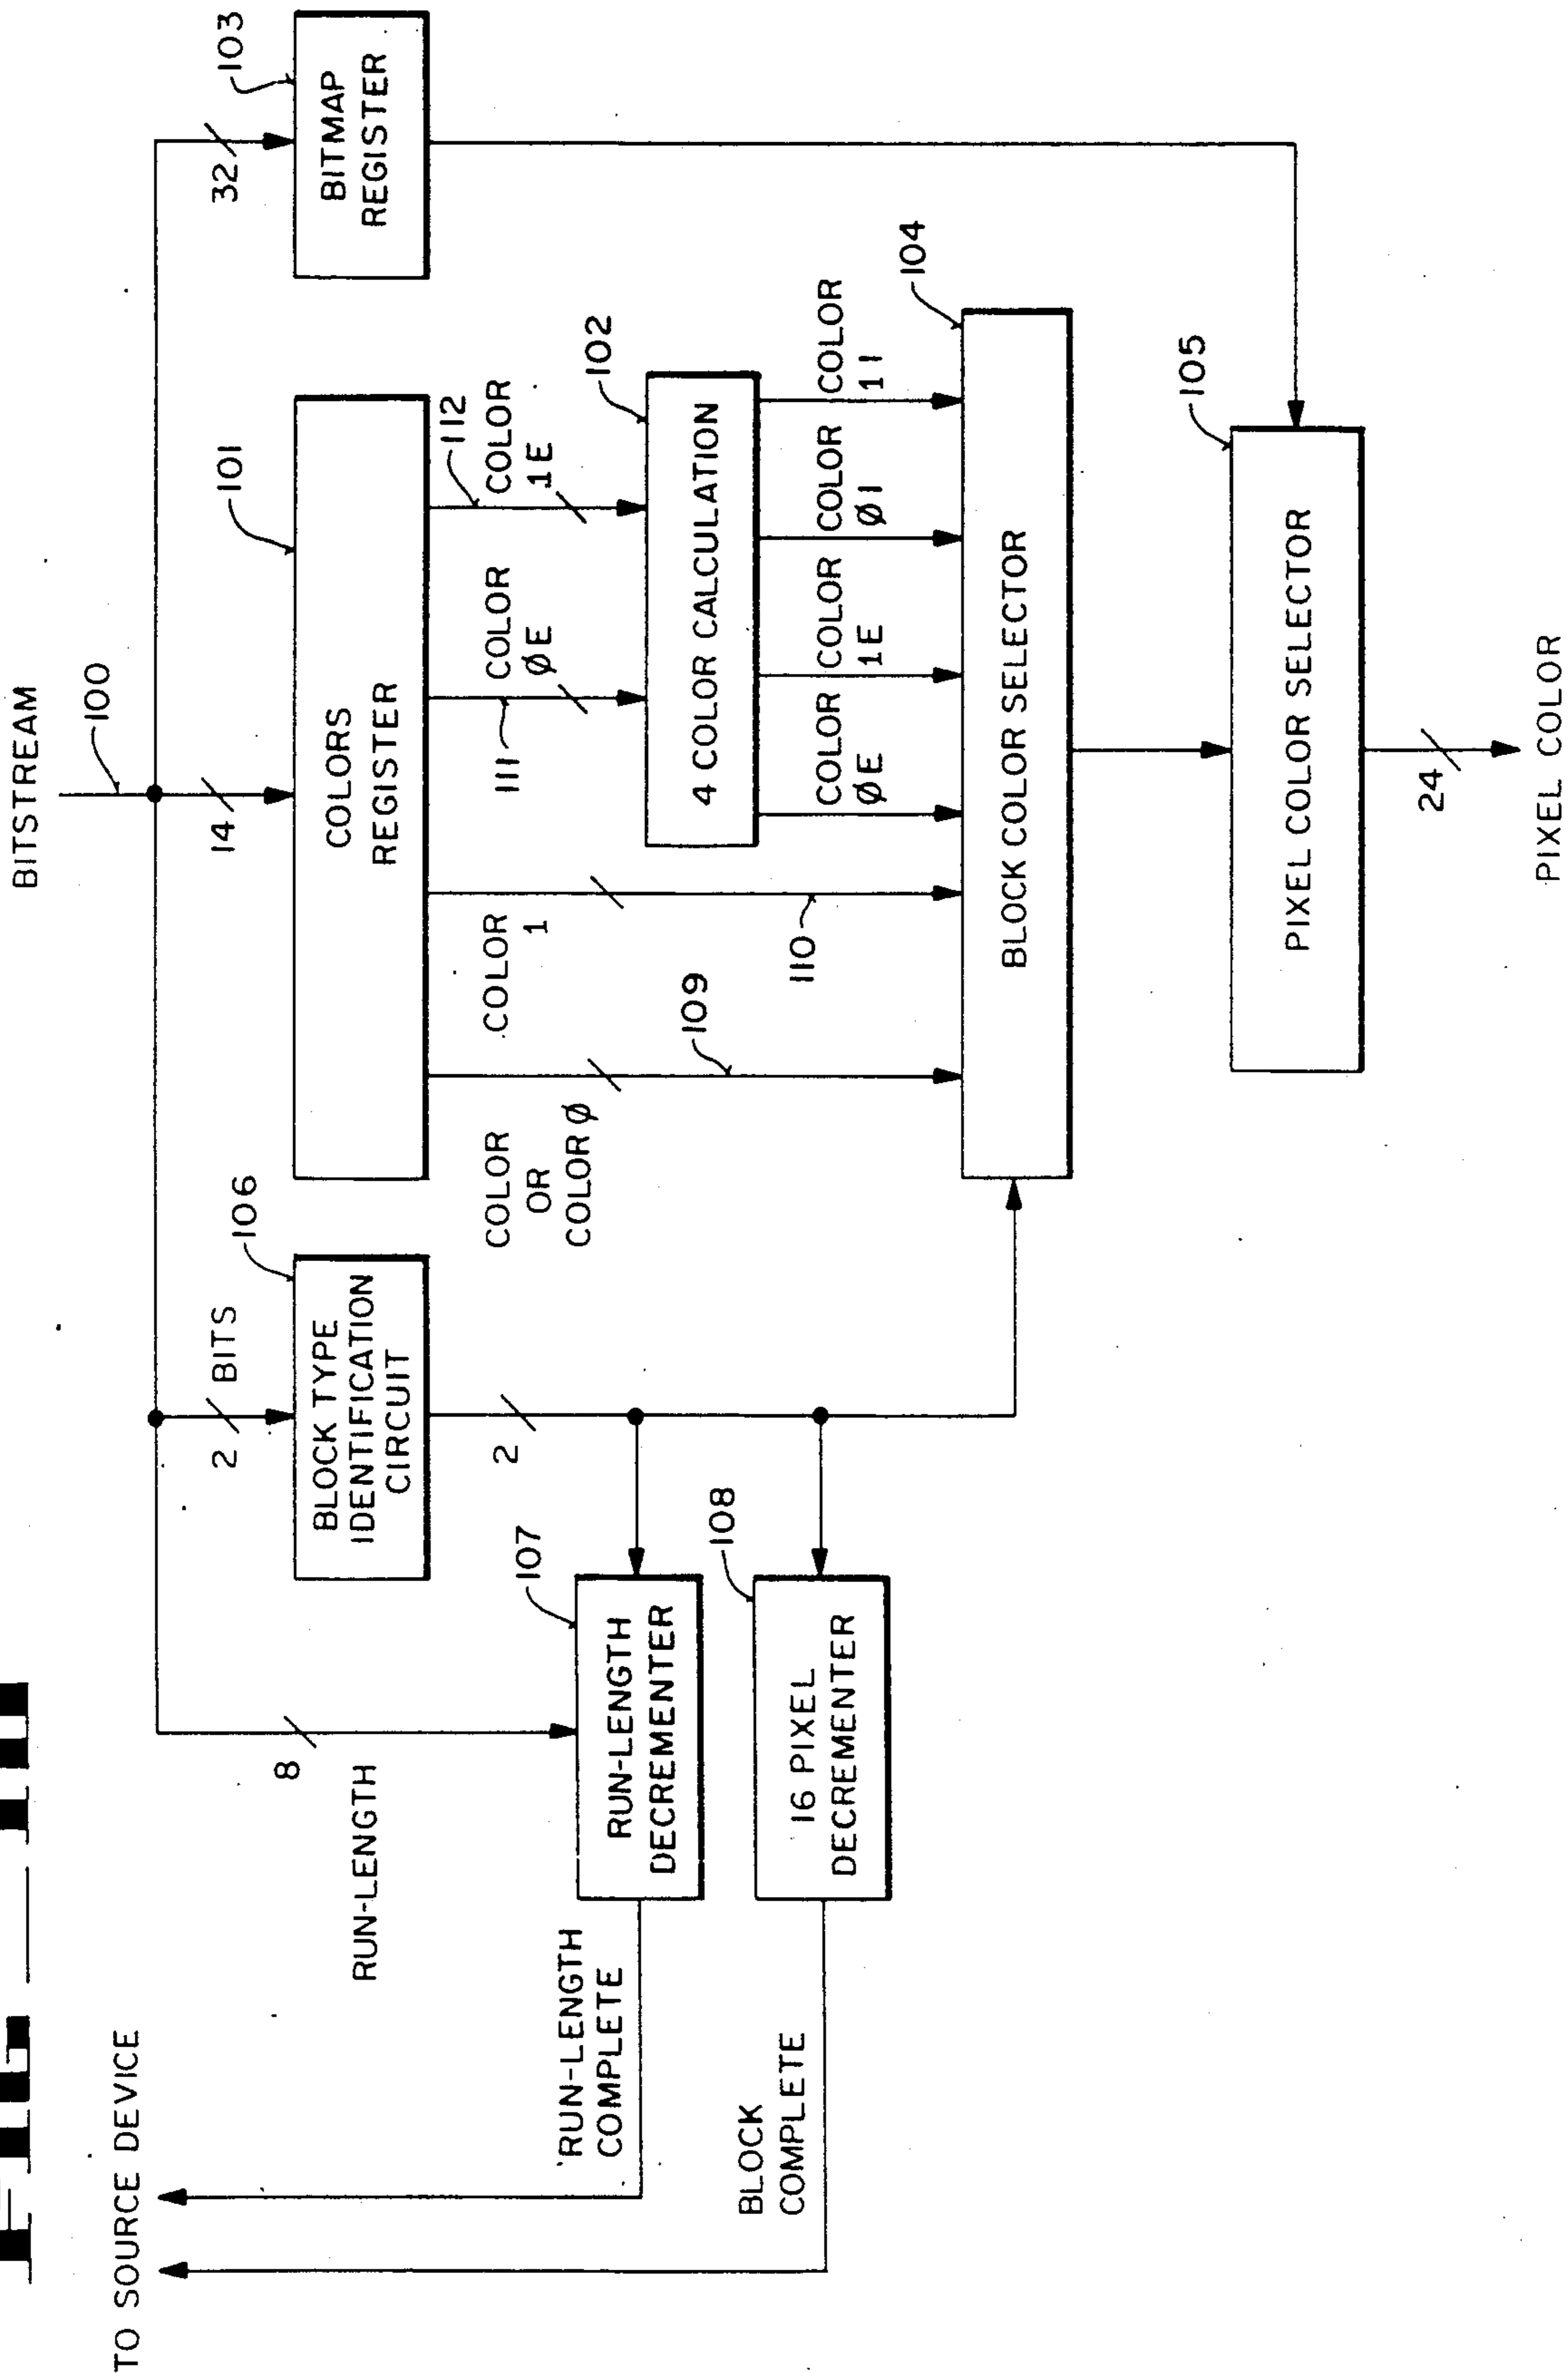 BITSTREAM
100
14
32
103
BITMAP
REGISTER
101
COLORS
REGISTER
2 BITS
106
BLOCK TYPE
IDENTIFICATION
CIRCUIT
2
8
RUN-LENGTH
TO SOURCE DEVICE
107
RUN-LENGTH
DECREMENTER
RUN-LENGTH
COMPLETE
108
16 PIXEL
DECREMENTER
BLOCK
COMPLETE
COLOR
OR
COLOR Ø
109
COLOR
1
110
COLOR
ØE
111
COLOR
1E
112
102
4 COLOR CALCULATION
COLOR
ØE
COLOR
1E
COLOR
ØI
COLOR
1I
104
BLOCK COLOR SELECTOR
105
PIXEL COLOR SELECTOR
24
PIXEL COLOR